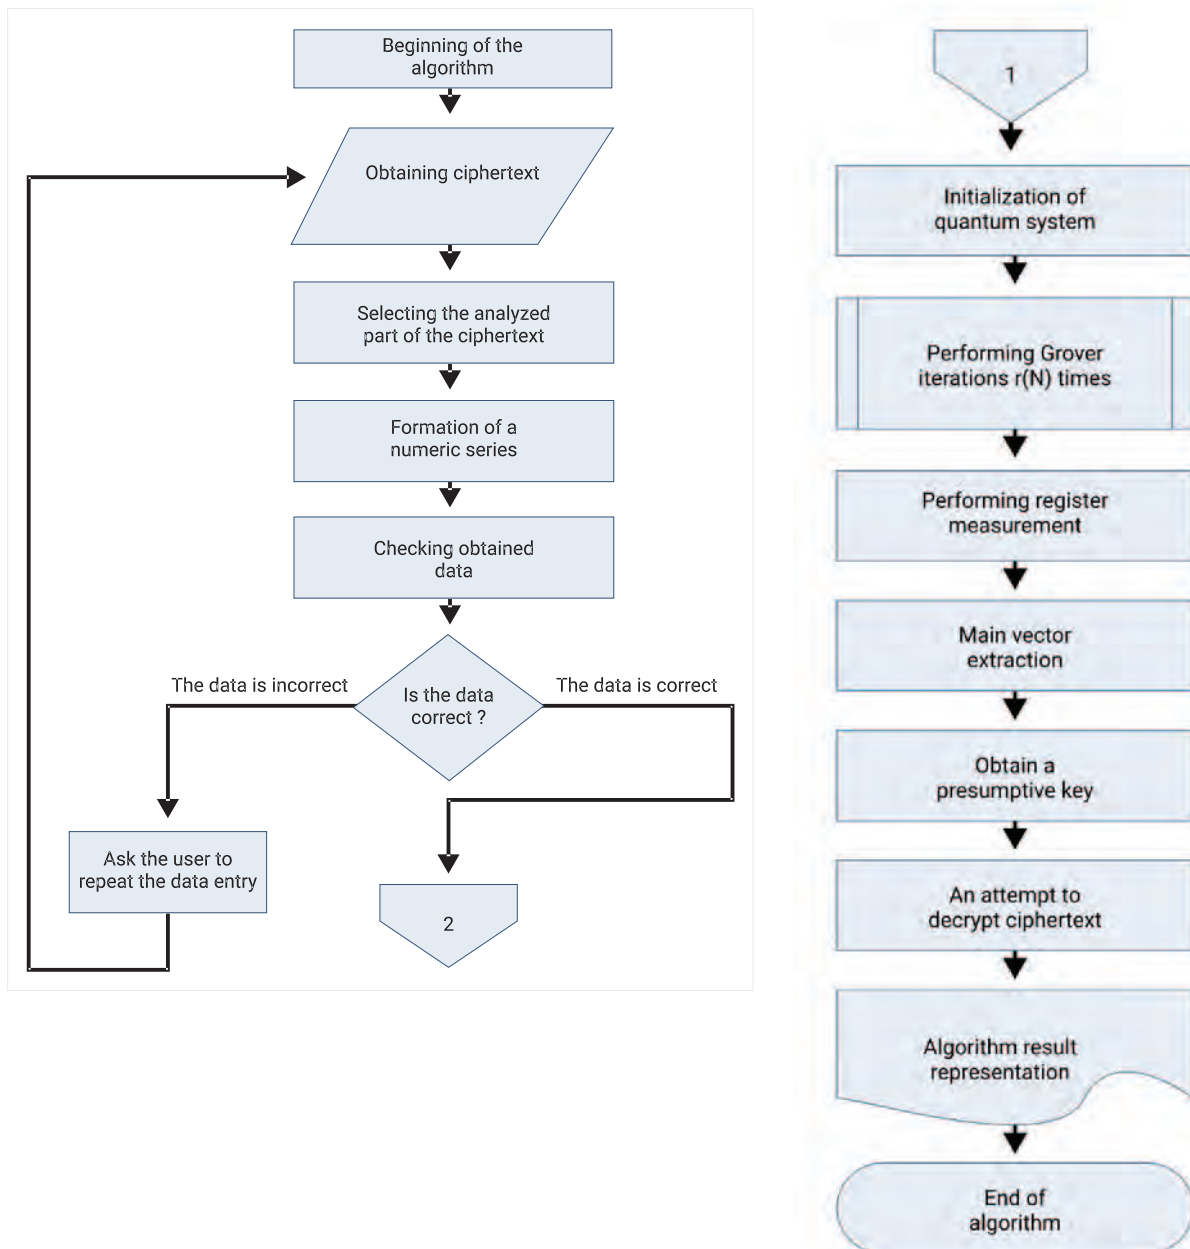 Beginning of the
algorithm
Obtaining ciphertext
Selecting the analyzed
part of the ciphertext
Formation of a
numeric series
Checking obtained
data
The data is incorrect
Is the data
correct ?
The data is correct
Ask the user to
repeat the data entry
2
1
Initialization of
quantum system
Performing Grover
iterations r(N) times
Performing register
measurement
Main vector
extraction
Obtain a
presumptive key
An attempt to
decrypt ciphertext
Algorithm result
representation
End of
algorithm